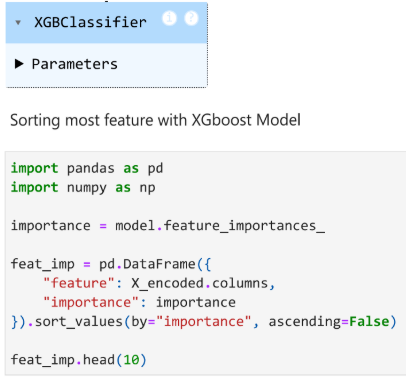 ▾ XGBClassifier i ?
▶ Parameters
Sorting most feature with XGboost Model
import pandas as pd
import numpy as np
importance = model.feature_importances_
feat_imp = pd.DataFrame({
    "feature": X_encoded.columns,
    "importance": importance
}).sort_values(by="importance", ascending=False)
feat_imp.head(10)